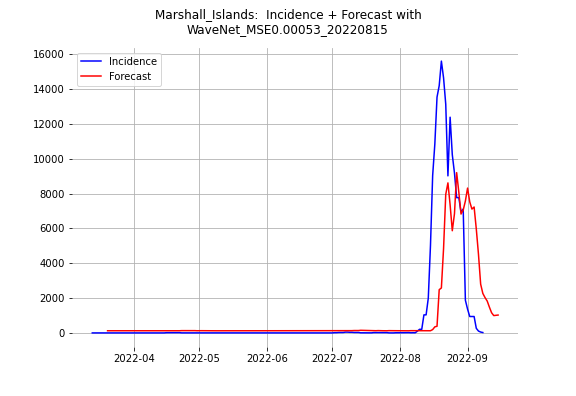 Marshall_Islands:  Incidence + Forecast with
WaveNet_MSE0.00053_20220815
Incidence
Forecast
16000
14000
12000
10000
8000
6000
4000
2000
0
2022-04 2022-05 2022-06 2022-07 2022-08 2022-09